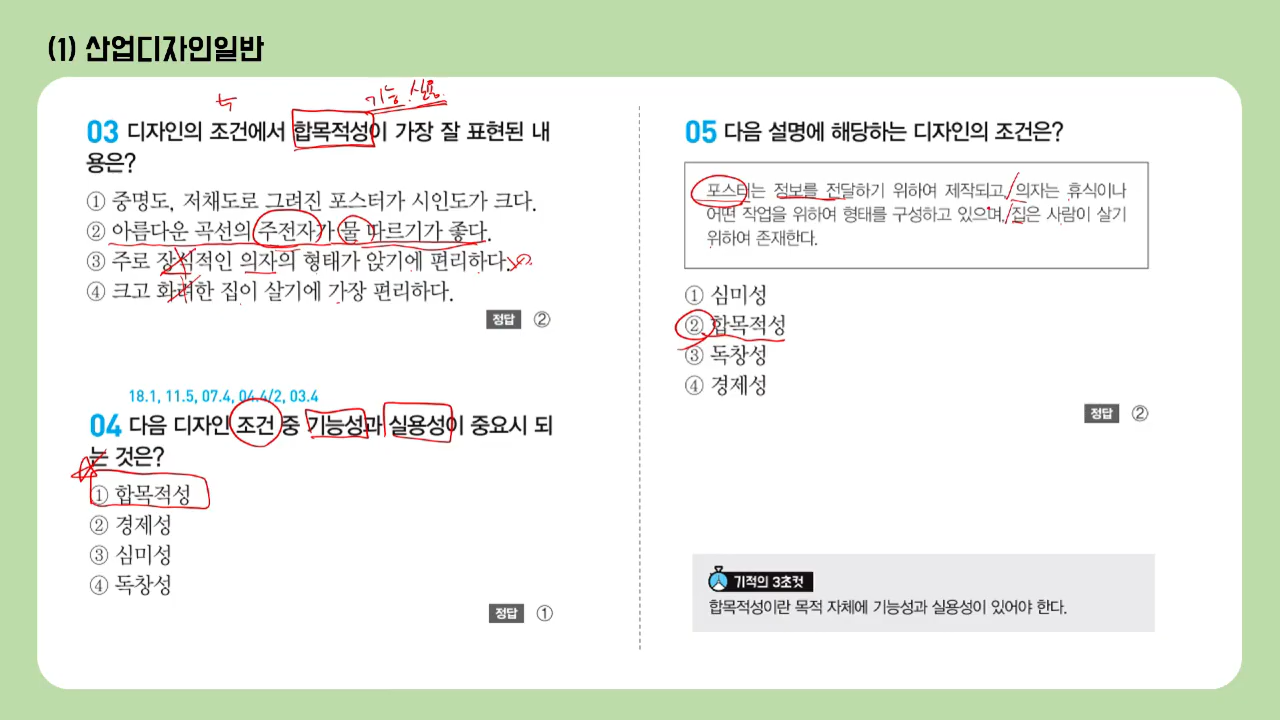 (1) 산업디자인일반
기능 실용
03 디자인의 조건에서 합목적성이 가장 잘 표현된 내
용은?
① 중명도, 저채도로 그려진 포스터가 시인도가 크다.
② 아름다운 곡선의 주전자가 물 따르기가 좋다.
③ 주로 장식적인 의자의 형태가 앉기에 편리하다.
④ 크고 화려한 집이 살기에 가장 편리하다.
정답 ②
18.1, 11.5, 07.4, 04.4/2, 03.4
04 다음 디자인 조건 중 기능성과 실용성이 중요시 되
는 것은?
① 합목적성
② 경제성
③ 심미성
④ 독창성
정답 ①
05 다음 설명에 해당하는 디자인의 조건은?
포스터는 정보를 전달하기 위하여 제작되고, 의자는 휴식이나
어떤 작업을 위하여 형태를 구성하고 있으며, 집은 사람이 살기
위하여 존재한다.
① 심미성
② 합목적성
③ 독창성
④ 경제성
정답 ②
기적의 3초컷
합목적성이란 목적 자체에 기능성과 실용성이 있어야 한다.